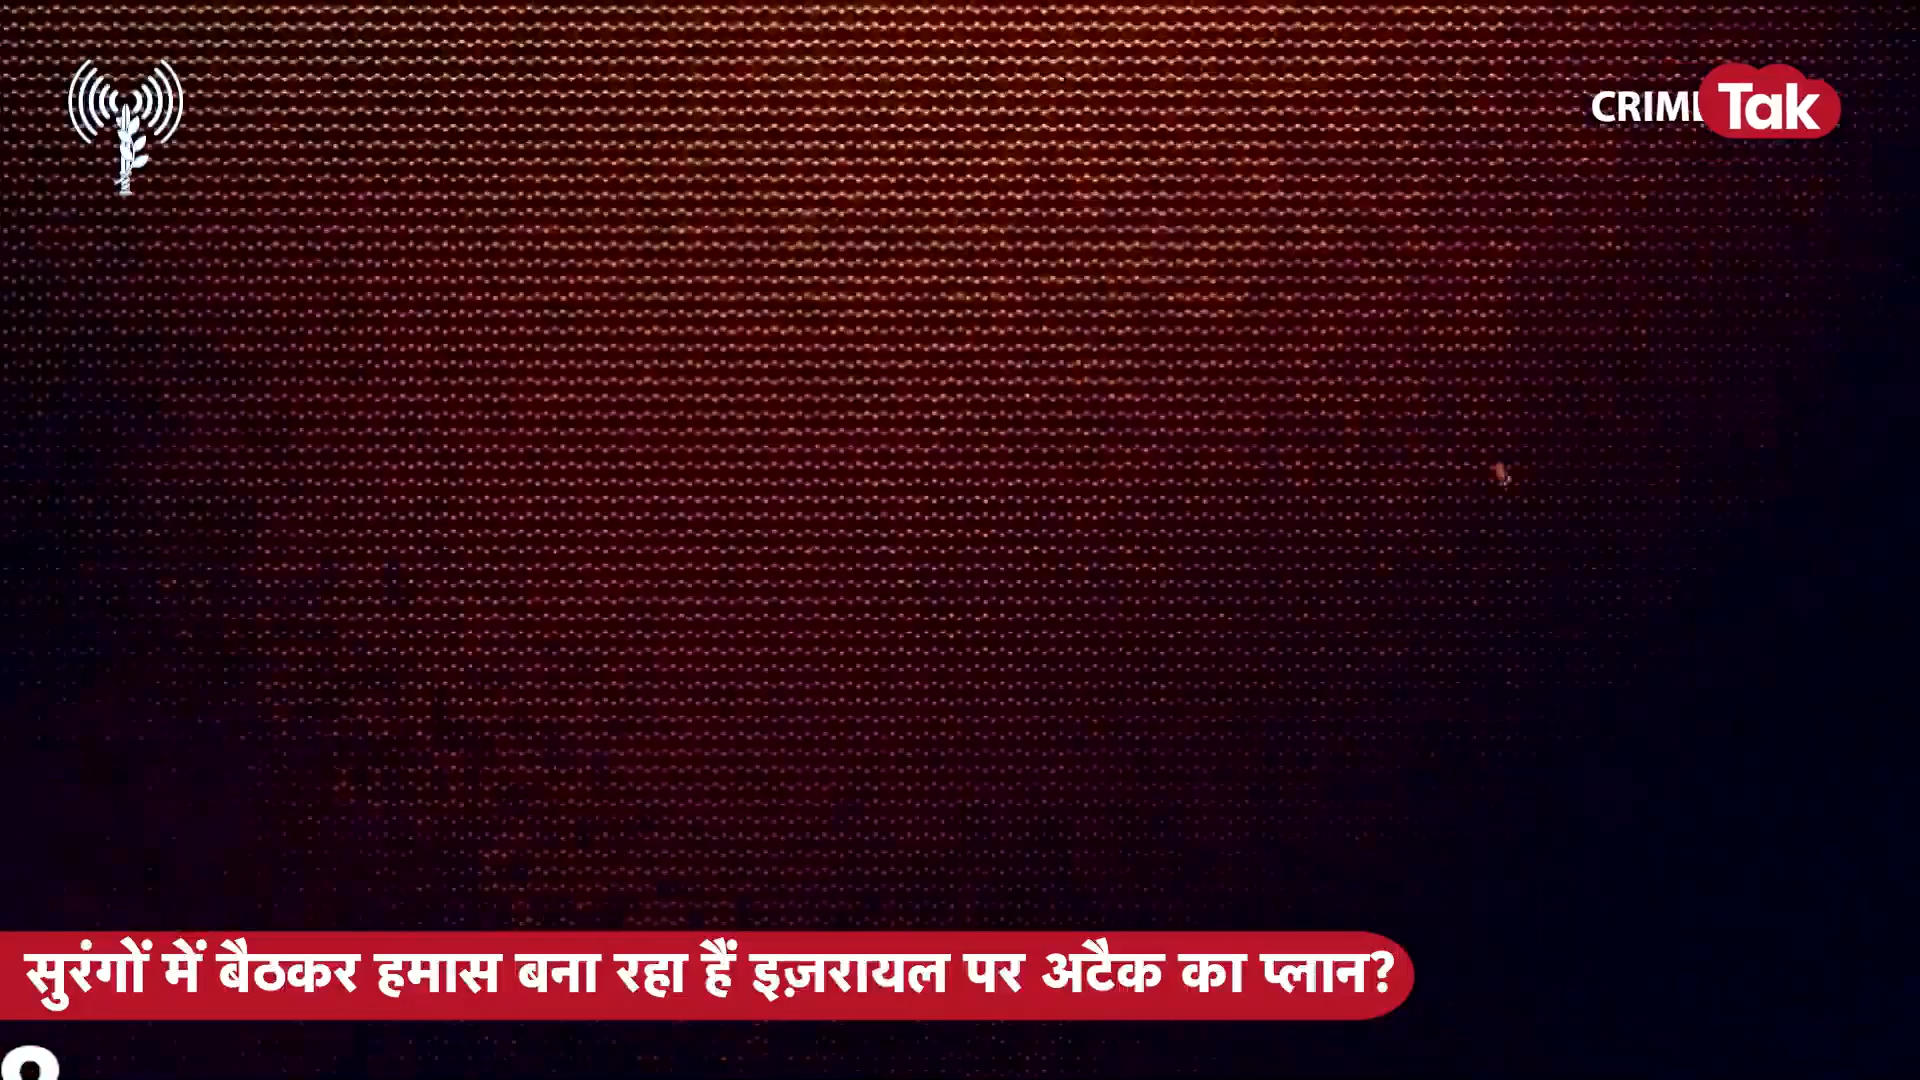 CRIME Tak
सुरंगों में बैठकर हमास बना रहा हैं इज़रायल पर अटैक का प्लान?